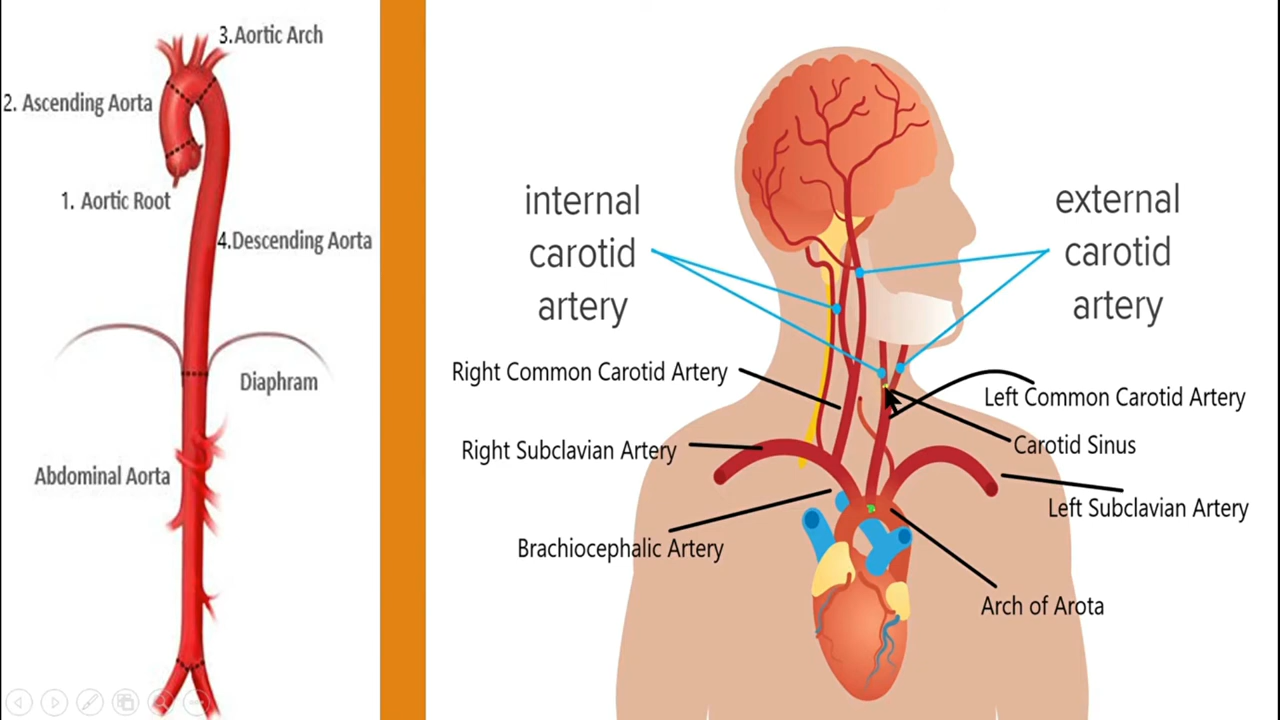 3.Aortic Arch
2. Ascending Aorta
1. Aortic Root
4.Descending Aorta
Diaphram
Abdominal Aorta
internal
carotid
artery
external
carotid
artery
Right Common Carotid Artery
Left Common Carotid Artery
Right Subclavian Artery
Carotid Sinus
Left Subclavian Artery
Brachiocephalic Artery
Arch of Arota